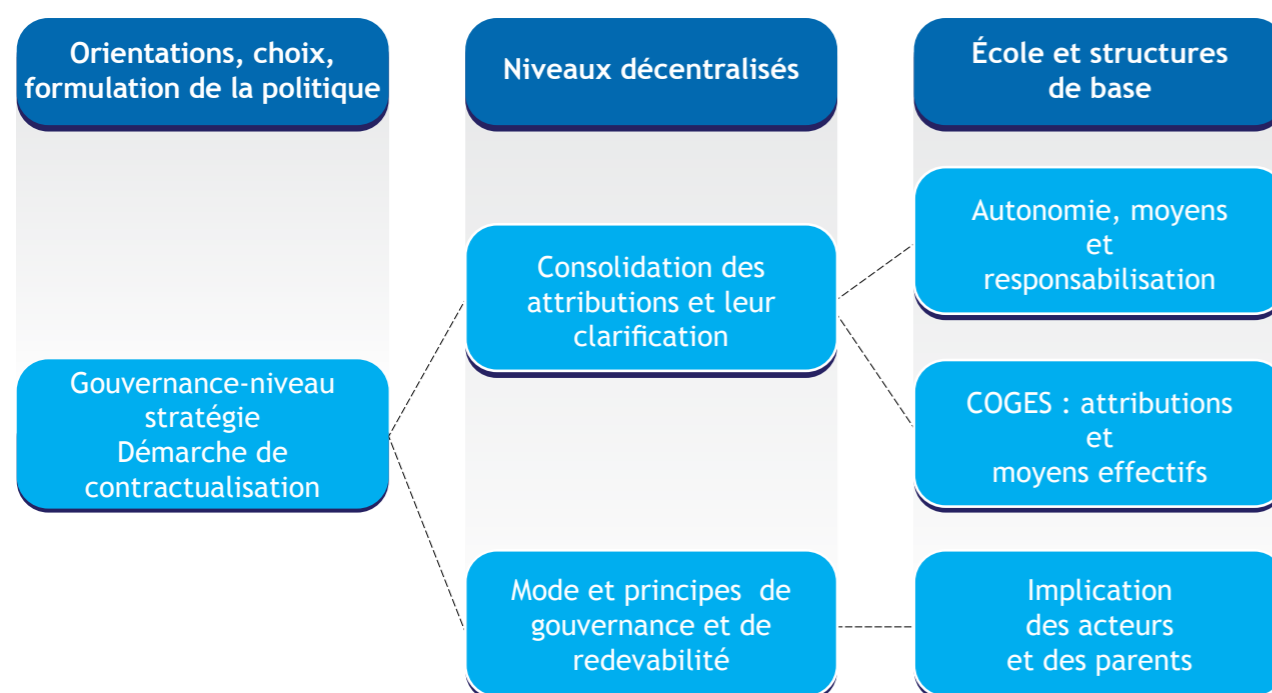 Orientations, choix,
formulation de la politique
Niveaux décentralisés
École et structures
de base
Gouvernance-niveau
stratégie
Démarche de
contractualisation
Consolidation des
attributions et leur
clarification
Mode et principes de
gouvernance et de
redevabilité
Autonomie, moyens
et
responsabilisation
COGES : attributions
et
moyens effectifs
Implication
des acteurs
et des parents